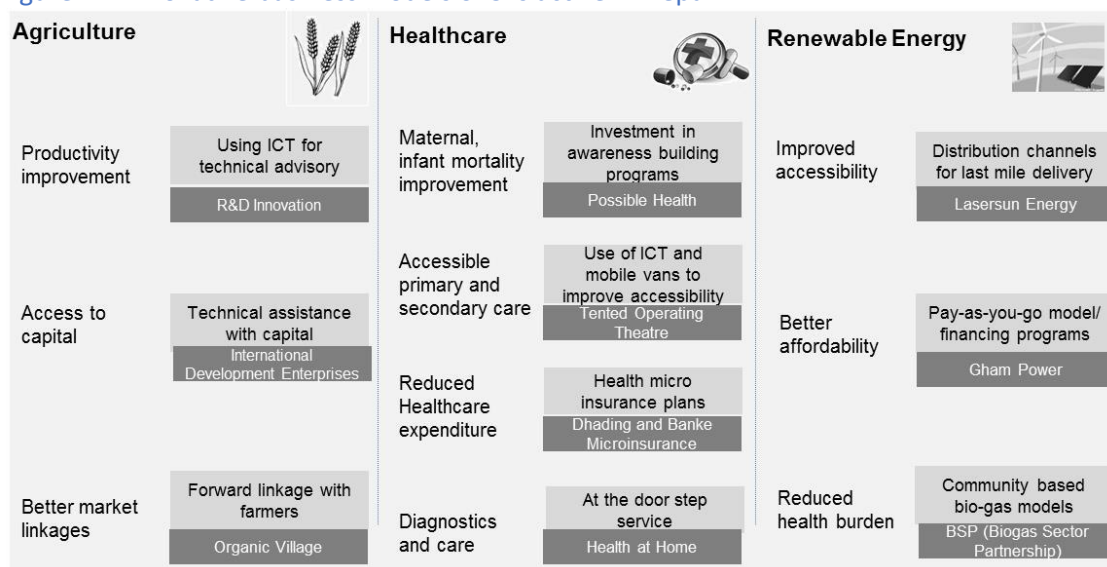 Agriculture
Productivity
improvement
Using ICT for
technical advisory
R&D Innovation
Access to
capital
Technical assistance
with capital
International
Development Enterprises
Better market
linkages
Forward linkage with
farmers
Organic Village
Healthcare
Maternal,
infant mortality
improvement
Investment in
awareness building
programs
Possible Health
Accessible
primary and
secondary care
Use of ICT and
mobile vans to
improve accessibility
Tented Operating
Theatre
Reduced
Healthcare
expenditure
Health micro
insurance plans
Dhading and Banke
Microinsurance
Diagnostics
and care
At the door step
service
Health at Home
Renewable Energy
Improved
accessibility
Distribution channels
for last mile delivery
Lasersun Energy
Better
affordability
Pay-as-you-go model/
financing programs
Gham Power
Reduced
health burden
Community based
bio-gas models
BSP (Biogas Sector
Partnership)